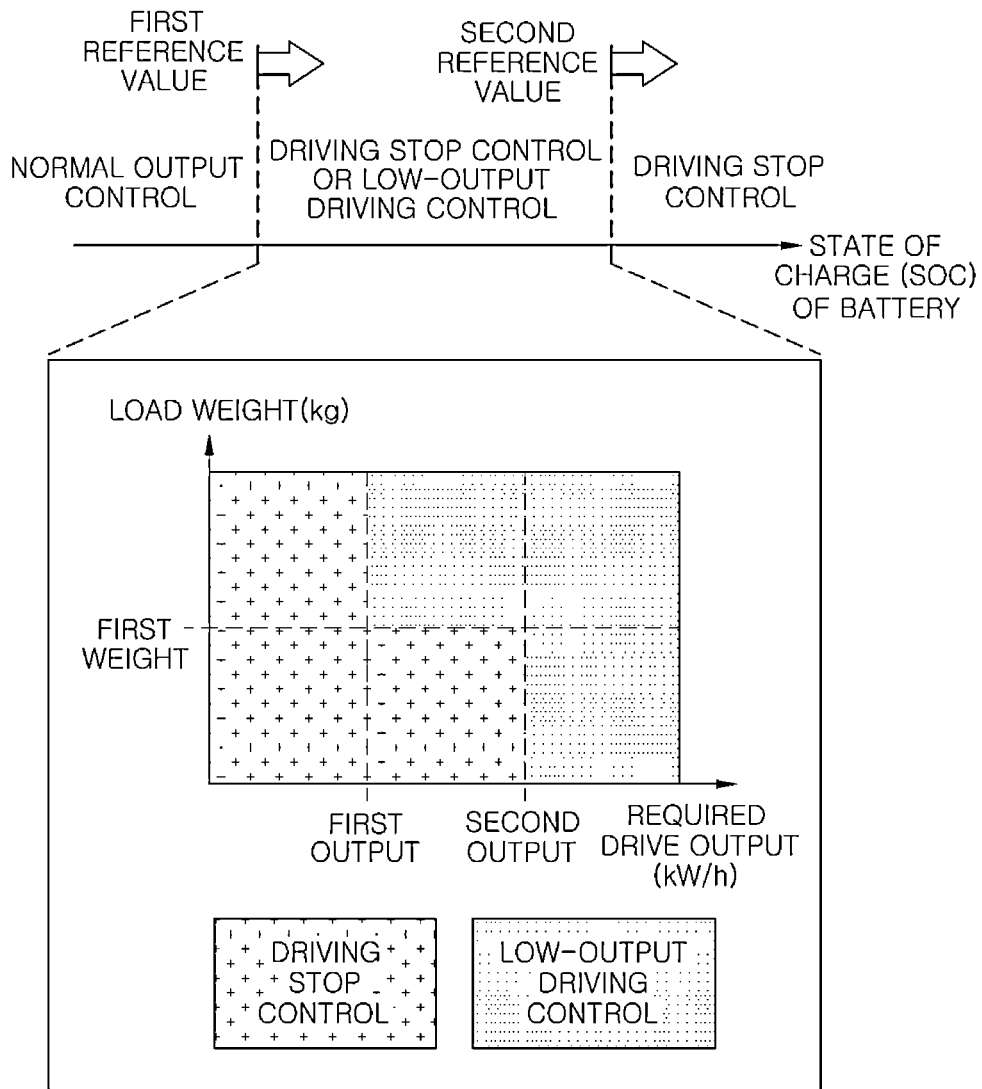 FIRST
REFERENCE
VALUE
SECOND
REFERENCE
VALUE
NORMAL OUTPUT
CONTROL
DRIVING STOP CONTROL
OR LOW-OUTPUT
DRIVING CONTROL
DRIVING STOP
CONTROL
STATE OF
CHARGE (SOC)
OF BATTERY
LOAD WEIGHT(kg)
FIRST
WEIGHT
FIRST
OUTPUT
SECOND
OUTPUT
REQUIRED
DRIVE OUTPUT
(kW/h)
DRIVING
STOP
CONTROL
LOW-OUTPUT
DRIVING
CONTROL